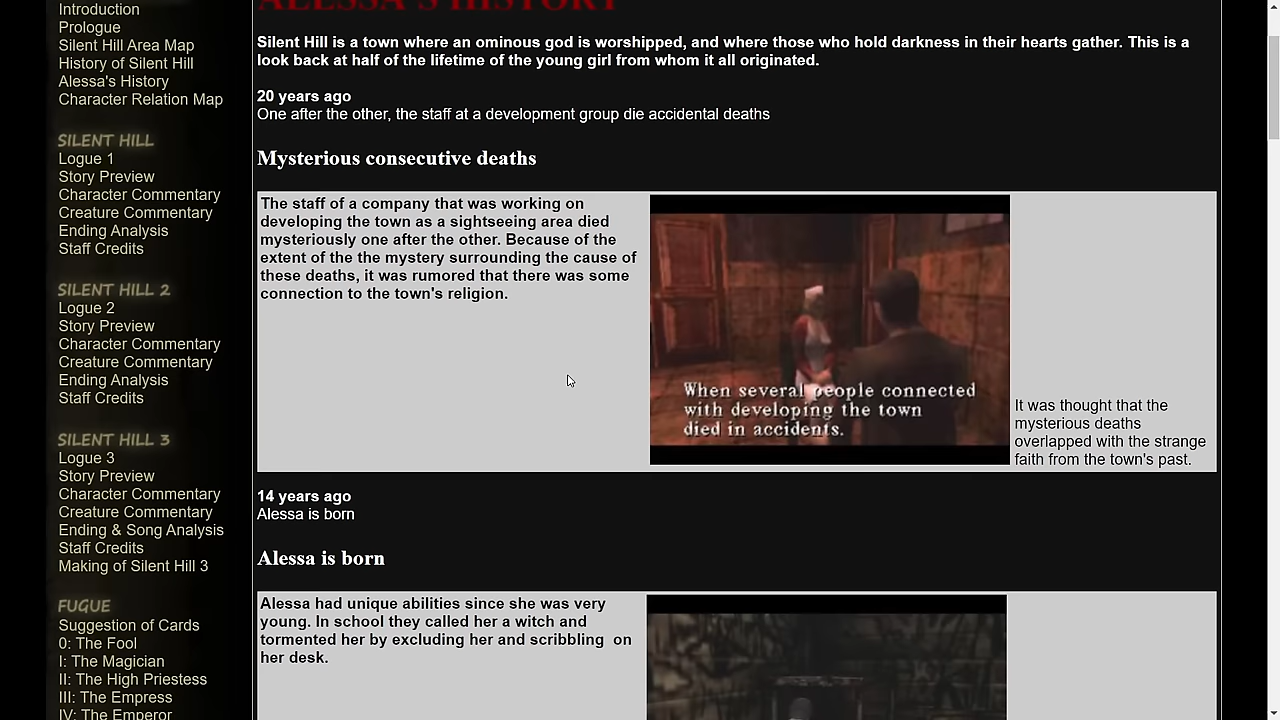 Introduction
Prologue
Silent Hill Area Map
History of Silent Hill
Alessa's History
Character Relation Map
SILENT HILL
Logue 1
Story Preview
Character Commentary
Creature Commentary
Ending Analysis
Staff Credits
SILENT HILL 2
Logue 2
Story Preview
Character Commentary
Creature Commentary
Ending Analysis
Staff Credits
SILENT HILL 3
Logue 3
Story Preview
Character Commentary
Creature Commentary
Ending & Song Analysis
Staff Credits
Making of Silent Hill 3
FUGUE
Suggestion of Cards
0: The Fool
I: The Magician
II: The High Priestess
III: The Empress
IV: The Emperor
ALESSA'S HISTORY
Silent Hill is a town where an ominous god is worshipped, and where those who hold darkness in their hearts gather. This is a
look back at half of the lifetime of the young girl from whom it all originated.
20 years ago
One after the other, the staff at a development group die accidental deaths
Mysterious consecutive deaths
The staff of a company that was working on
developing the town as a sightseeing area died
mysteriously one after the other. Because of the
extent of the the mystery surrounding the cause of
these deaths, it was rumored that there was some
connection to the town's religion.
When several people connected
with developing the town
died in accidents.
It was thought that the
mysterious deaths
overlapped with the strange
faith from the town's past.
14 years ago
Alessa is born
Alessa is born
Alessa had unique abilities since she was very
young. In school they called her a witch and
tormented her by excluding her and scribbling  on
her desk.